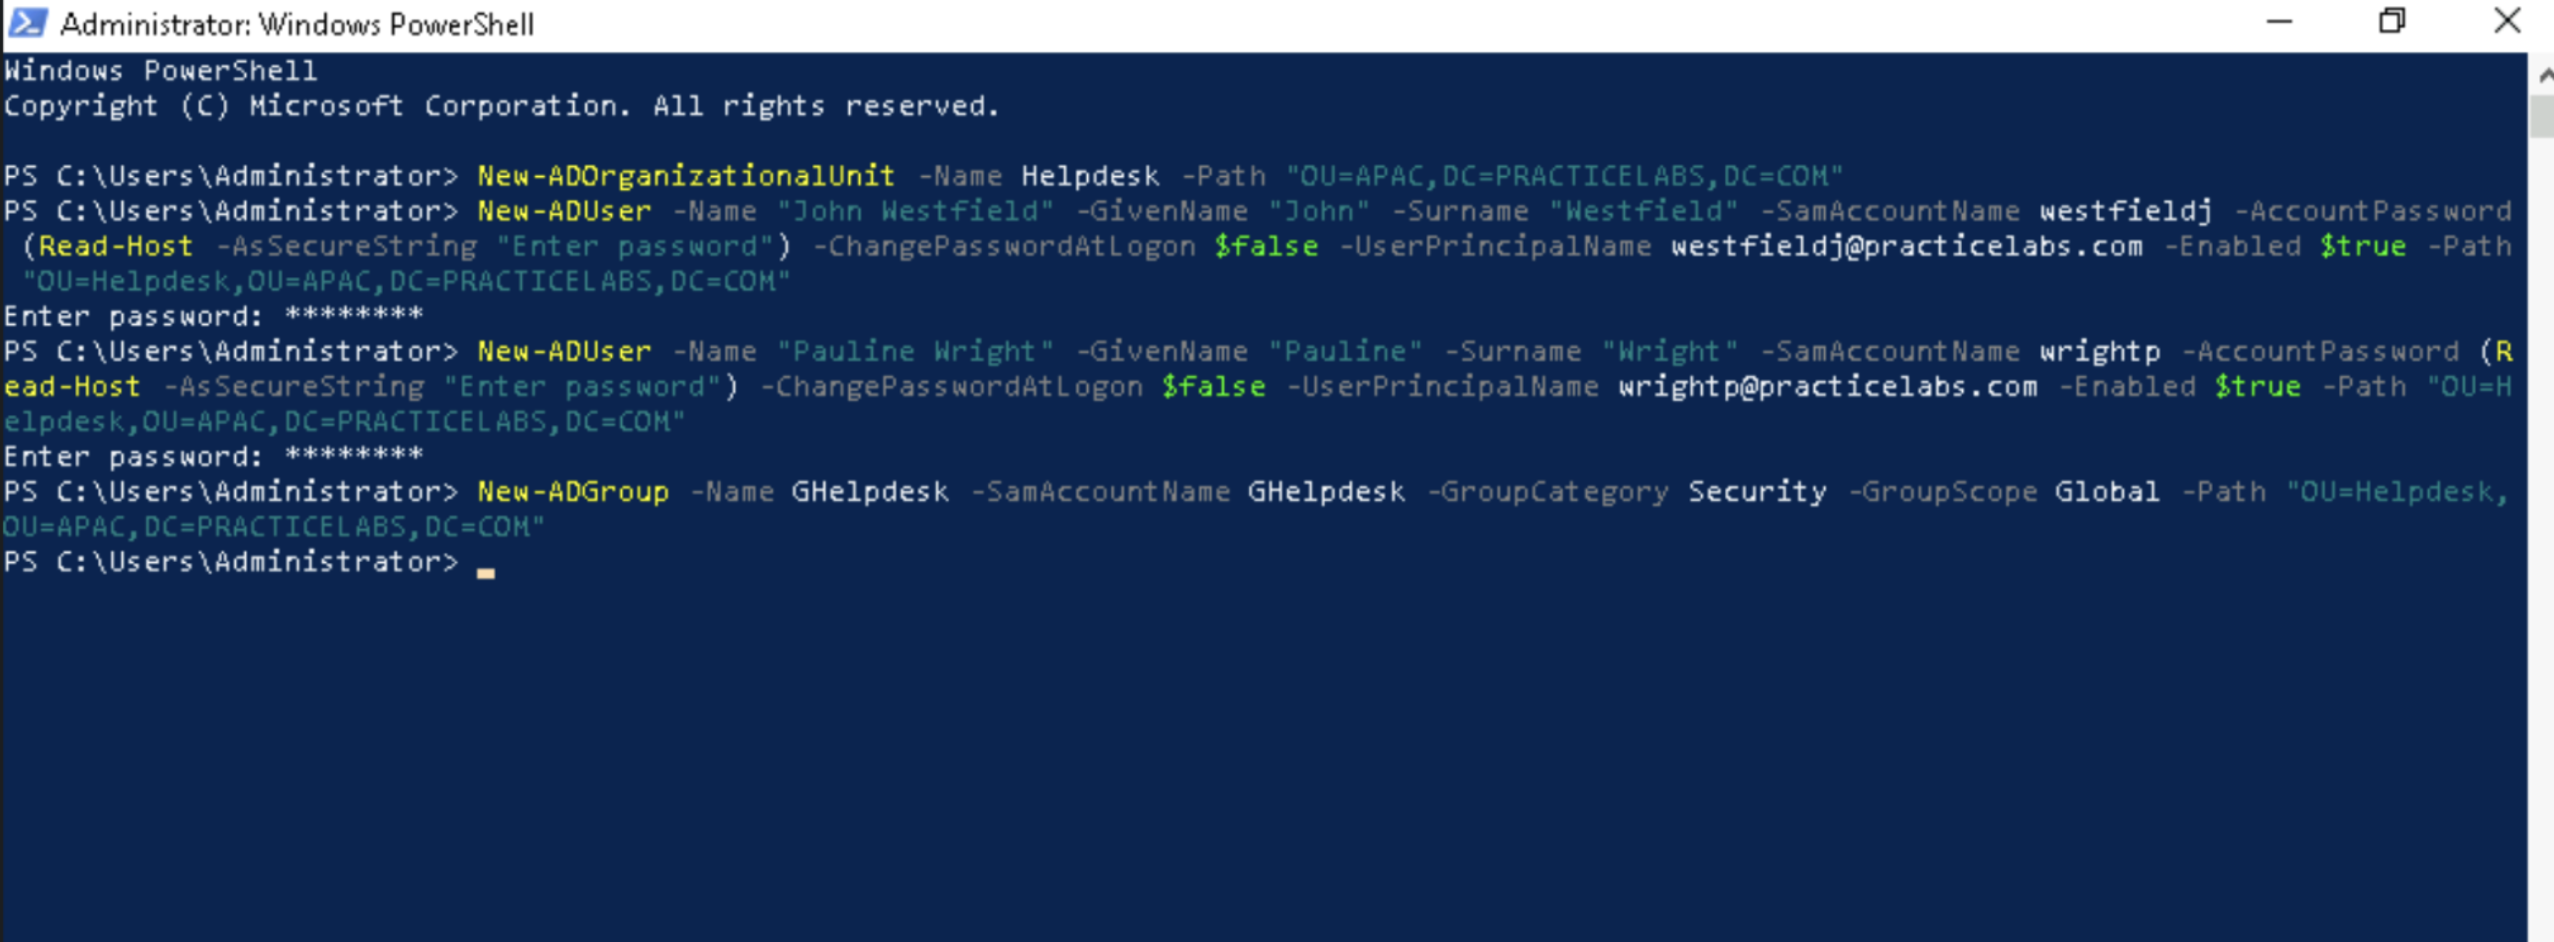 Administrator: Windows PowerShell
Windows PowerShell
Copyright (C) Microsoft Corporation. All rights reserved.
PS C:\Users\Administrator> New-ADOrganizationalUnit -Name Helpdesk -Path "OU=APAC,DC=PRACTICELABS,DC=COM"
PS C:\Users\Administrator> New-ADUser -Name "John Westfield" -GivenName "John" -Surname "Westfield" -SamAccountName westfieldj -AccountPassword
(Read-Host -AsSecureString "Enter password") -ChangePasswordAtLogon $false -UserPrincipalName westfieldj@practicelabs.com -Enabled $true -Path
"OU=Helpdesk,OU=APAC,DC=PRACTICELABS,DC=COM"
Enter password: ********
PS C:\Users\Administrator> New-ADUser -Name "Pauline Wright" -GivenName "Pauline" -Surname "Wright" -SamAccountName wrightp -AccountPassword (R
ead-Host -AsSecureString "Enter password") -ChangePasswordAtLogon $false -UserPrincipalName wrightp@practicelabs.com -Enabled $true -Path "OU=H
elpdesk,OU=APAC,DC=PRACTICELABS,DC=COM"
Enter password: ********
PS C:\Users\Administrator> New-ADGroup -Name GHelpdesk -SamAccountName GHelpdesk -GroupCategory Security -GroupScope Global -Path "OU=Helpdesk,
OU=APAC,DC=PRACTICELABS,DC=COM"
PS C:\Users\Administrator>